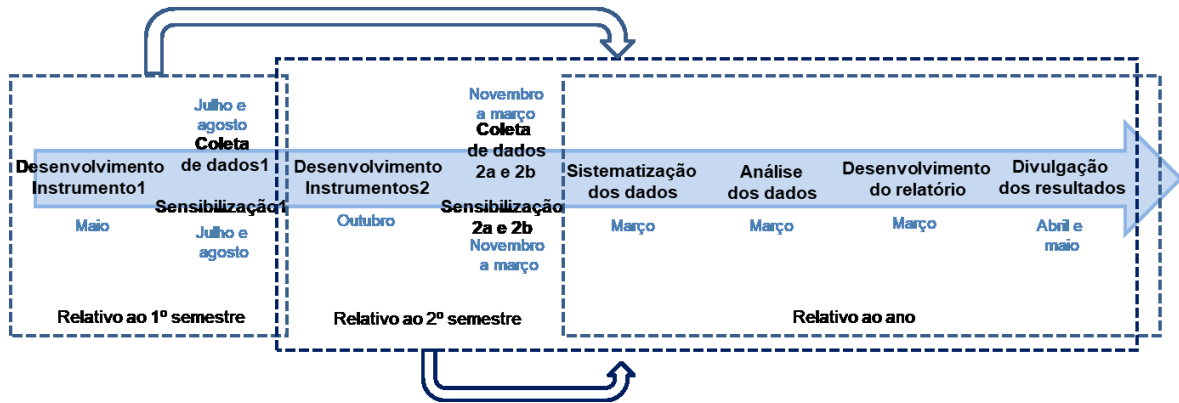 Julho e
agosto
Coleta
de dados1
Desenvolvimento
Instrumento1
Sensibilização1
Maio
Julho e
agosto
Relativo ao 1º semestre
Novembro
a março
Coleta
de dados
2a e 2b
Desenvolvimento
Instrumentos2
Sensibilização
2a e 2b
Outubro
Novembro
a março
Relativo ao 2º semestre
Sistematização
dos dados
Março
Análise
dos dados
Março
Desenvolvimento
do relatório
Março
Divulgação
dos resultados
Abril e
maio
Relativo ao ano